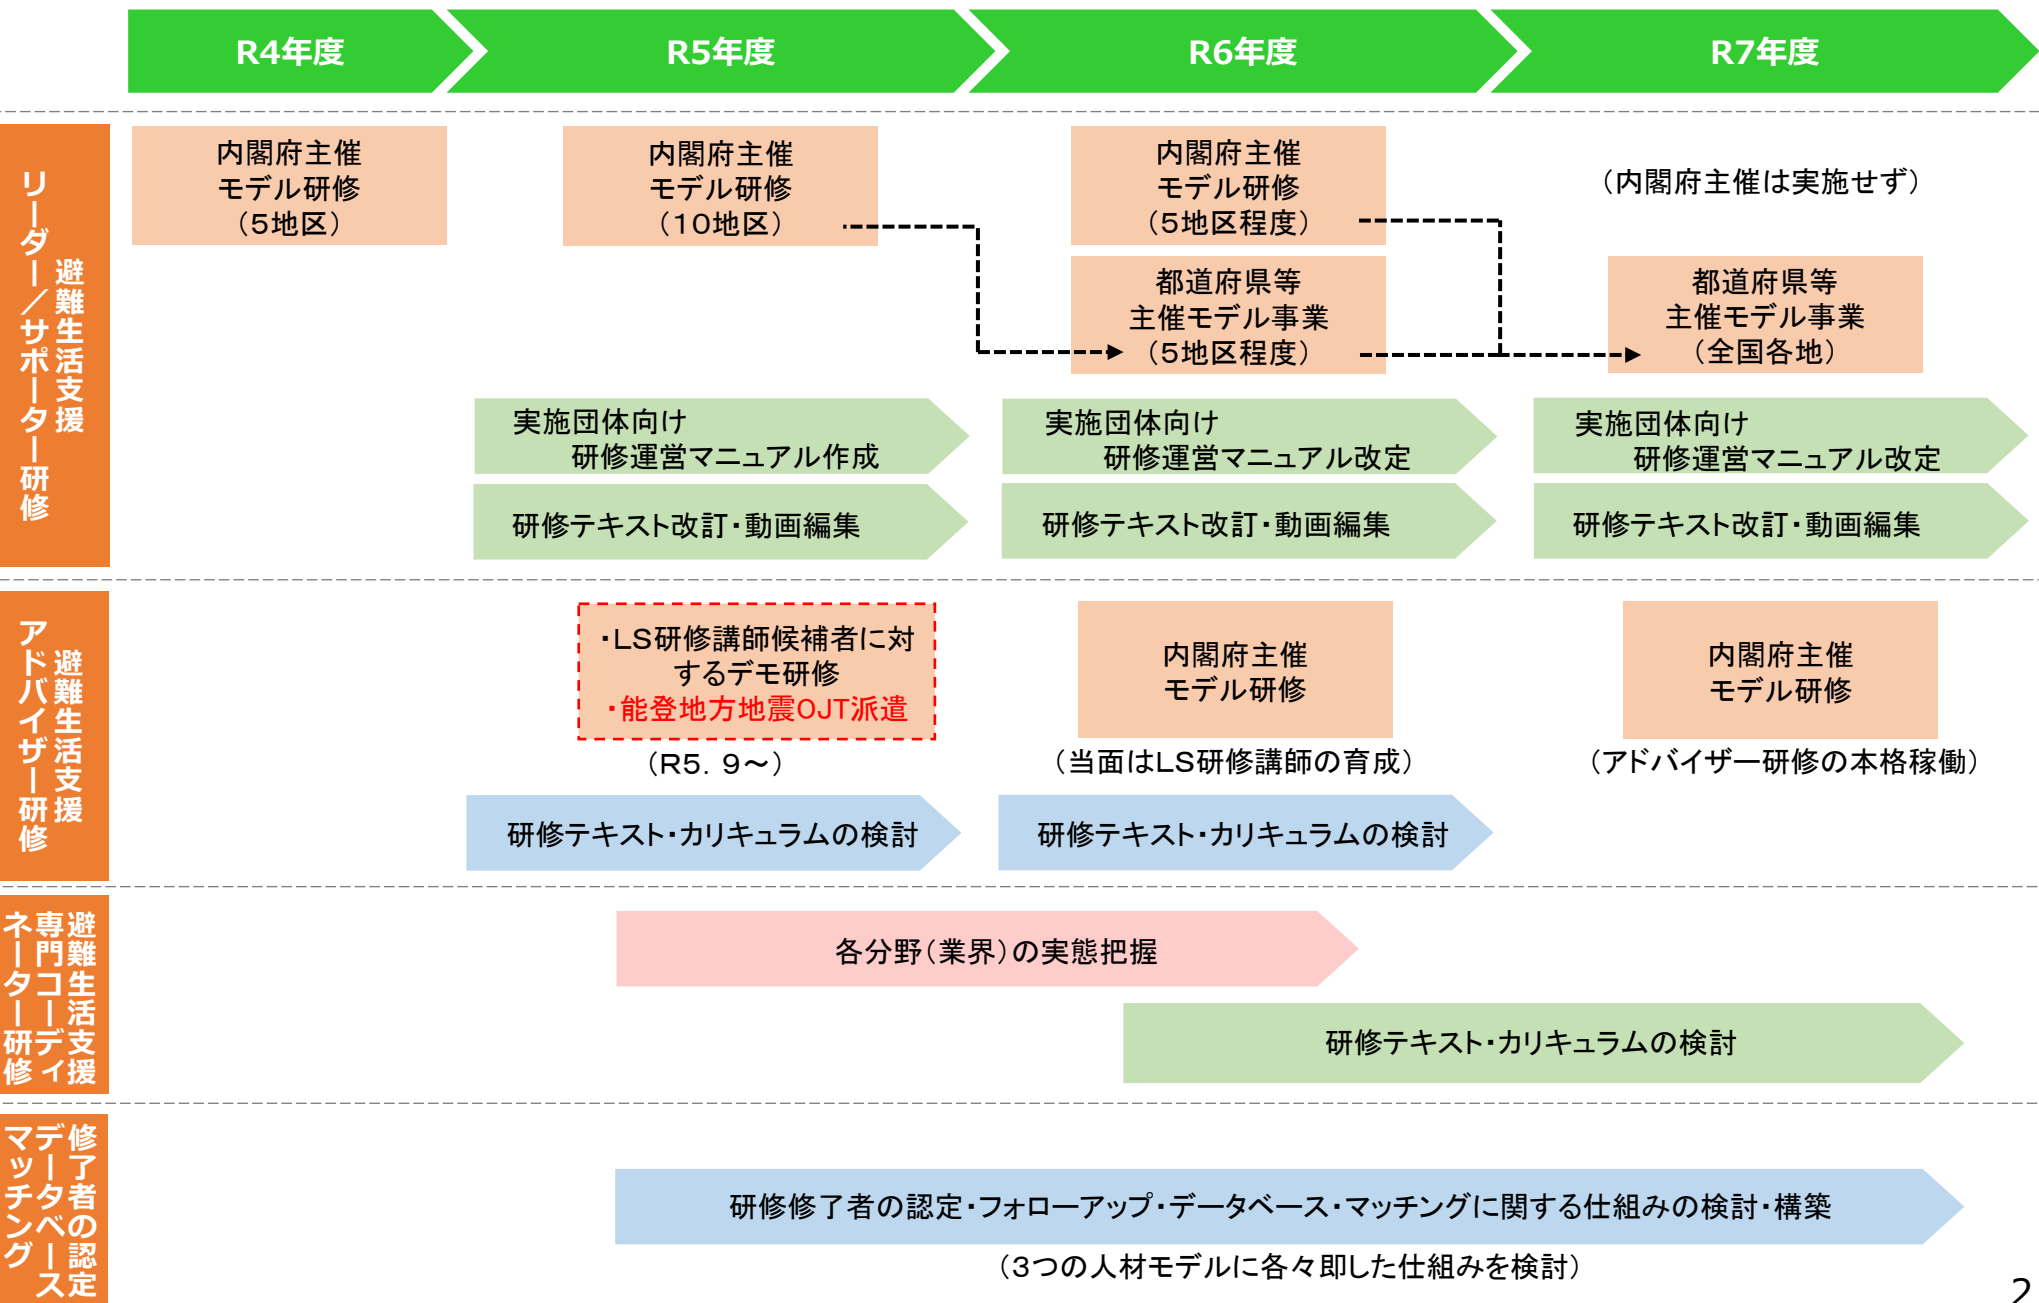 R4年度
R5年度
R6年度
R7年度
避難生活支援
リーダー／サポーター研修
内閣府主催
モデル研修
（5地区）
内閣府主催
モデル研修
（10地区）
内閣府主催
モデル研修
（5地区程度）
（内閣府主催は実施せず）
都道府県等
主催モデル事業
（5地区程度）
都道府県等
主催モデル事業
（全国各地）
実施団体向け
研修運営マニュアル作成
実施団体向け
研修運営マニュアル改定
実施団体向け
研修運営マニュアル改定
研修テキスト改訂・動画編集
研修テキスト改訂・動画編集
研修テキスト改訂・動画編集
避難生活支援
アドバイザー研修
・LS研修講師候補者に対
するデモ研修
・能登地方地震OJT派遣
（R5．9～）
内閣府主催
モデル研修
（当面はLS研修講師の育成）
内閣府主催
モデル研修
（アドバイザー研修の本格稼働）
研修テキスト・カリキュラムの検討
研修テキスト・カリキュラムの検討
避難生活支援
専門コーディ
ネーター研修
各分野（業界）の実態把握
研修テキスト・カリキュラムの検討
修了者の認定
データベース
マッチング
研修修了者の認定・フォローアップ・データベース・マッチングに関する仕組みの検討・構築
（3つの人材モデルに各々即した仕組みを検討）
2